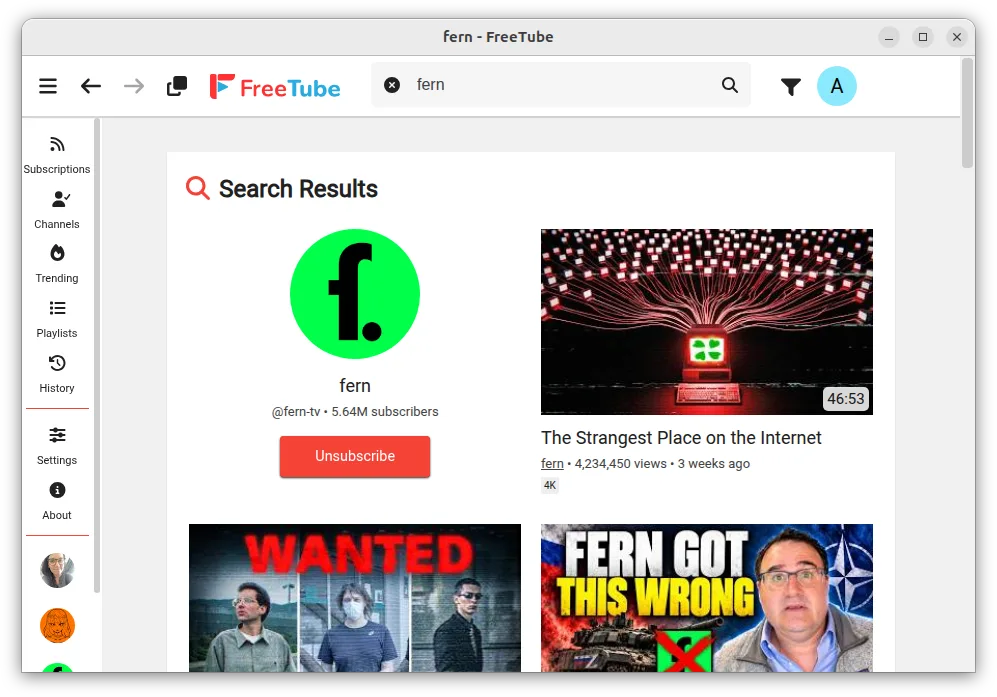 fern - FreeTube
FreeTube
fern
A
Subscriptions
Channels
Trending
Playlists
History
Settings
About
Search Results
f.
fern
@fern-tv • 5.64M subscribers
Unsubscribe
46:53
The Strangest Place on the Internet
fern • 4,234,450 views • 3 weeks ago
4K
WANTED
FERN GOT
THIS WRONG